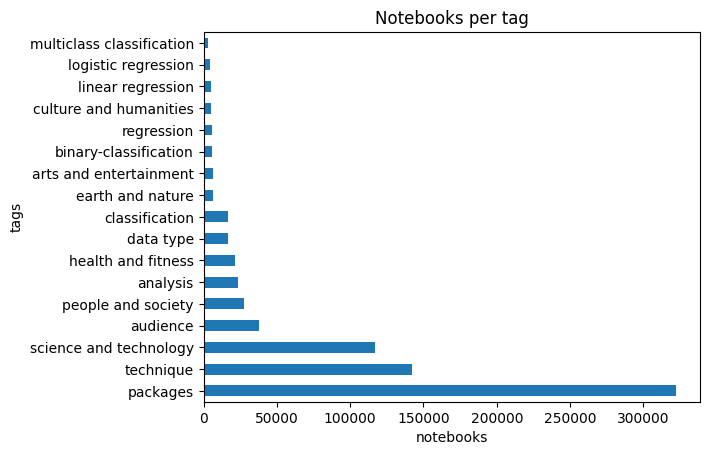 Notebooks per tag
multiclass classification
logistic regression
linear regression
culture and humanities
regression
binary-classification
arts and entertainment
earth and nature
classification
data type
health and fitness
analysis
people and society
audience
science and technology
technique
packages
tags
0 50000 100000 150000 200000 250000 300000
notebooks